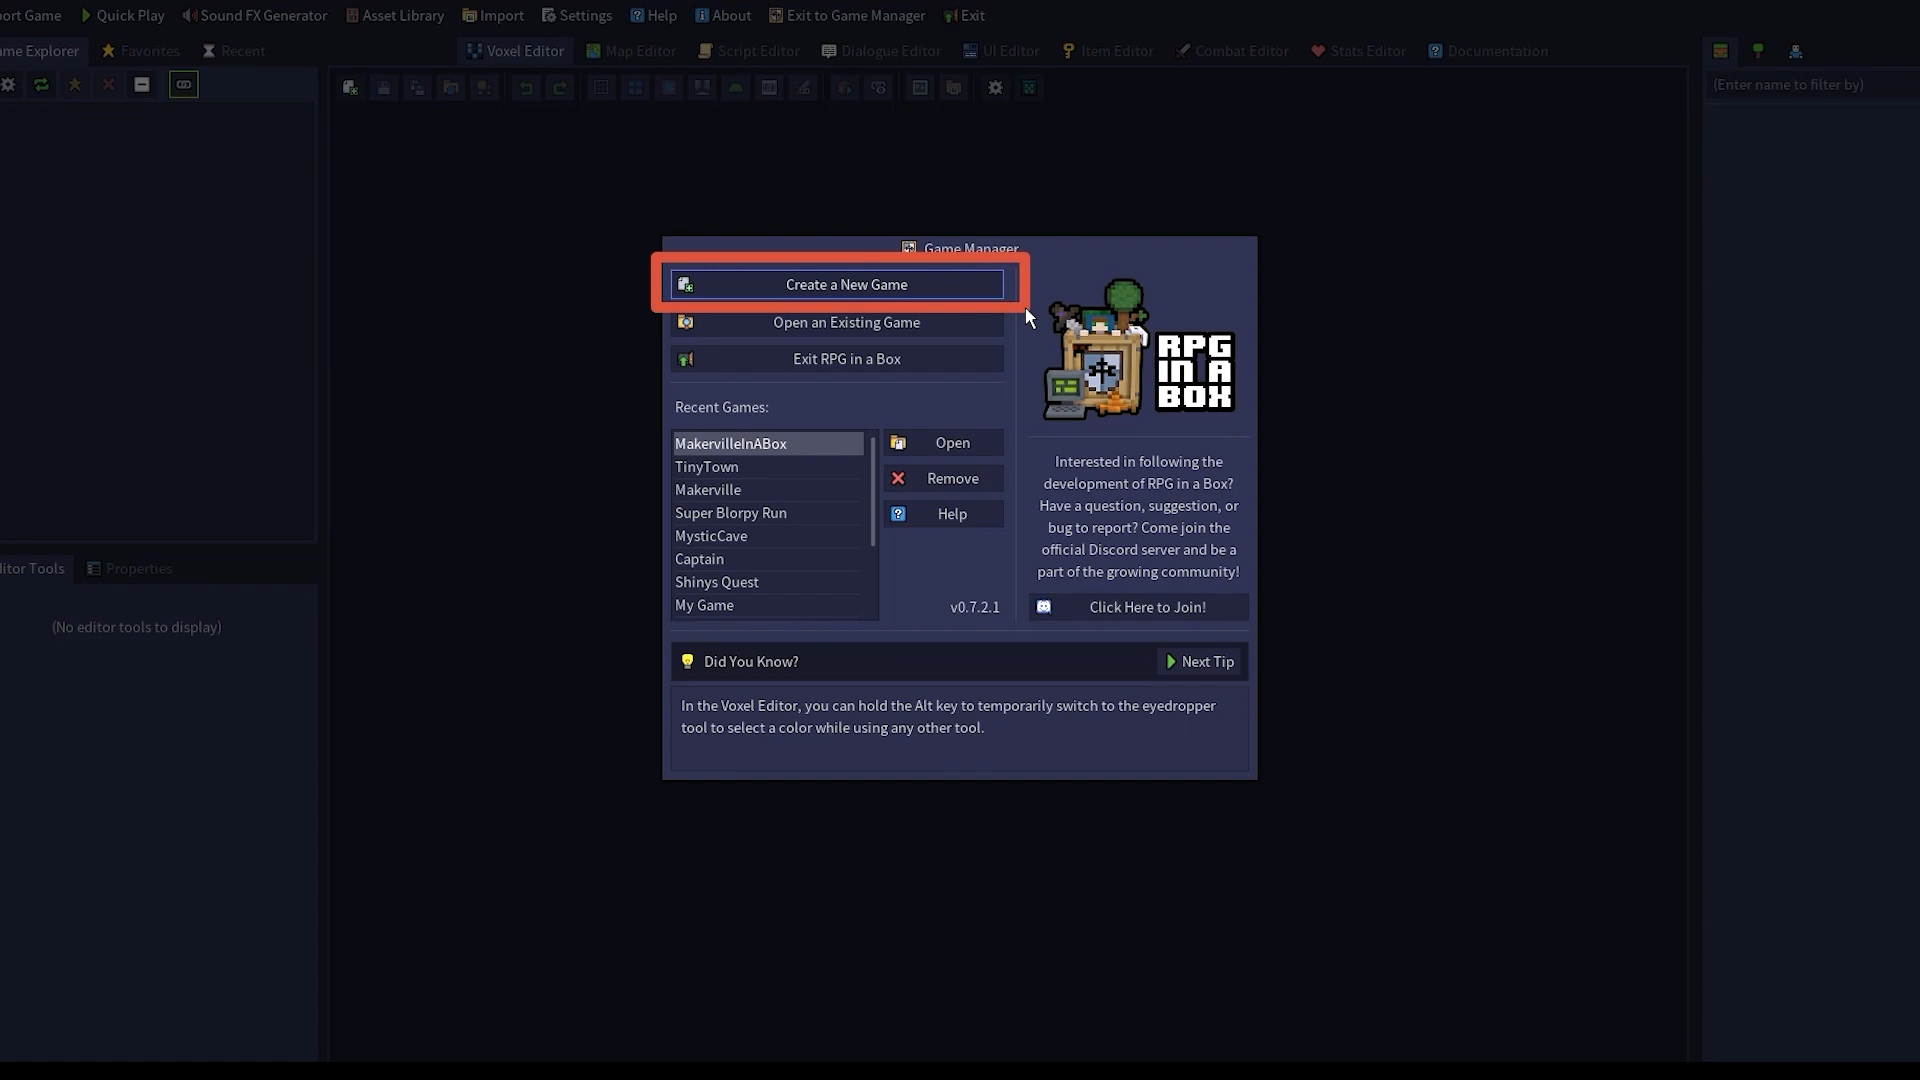 ort Game Quick Play Sound FX Generator Asset Library Import Settings Help About Exit to Game Manager Exit
ame Explorer Favorites Recent Voxel Editor Map Editor Script Editor Dialogue Editor UI Editor Item Editor Combat Editor Stats Editor Documentation
(Enter name to filter by)
Game Manager
Create a New Game
Open an Existing Game
Exit RPG in a Box
Recent Games:
MakervilleInABox
TinyTown
Makerville
Super Blorpy Run
MysticCave
Captain
Shinys Quest
My Game
Open
Remove
Help
v0.7.2.1
RPG
IN A
BOX
Interested in following the
development of RPG in a Box?
Have a question, suggestion, or
bug to report? Come join the
official Discord server and be a
part of the growing community!
Click Here to Join!
Did You Know?
Next Tip
In the Voxel Editor, you can hold the Alt key to temporarily switch to the eyedropper
tool to select a color while using any other tool.
itor Tools Properties
(No editor tools to display)